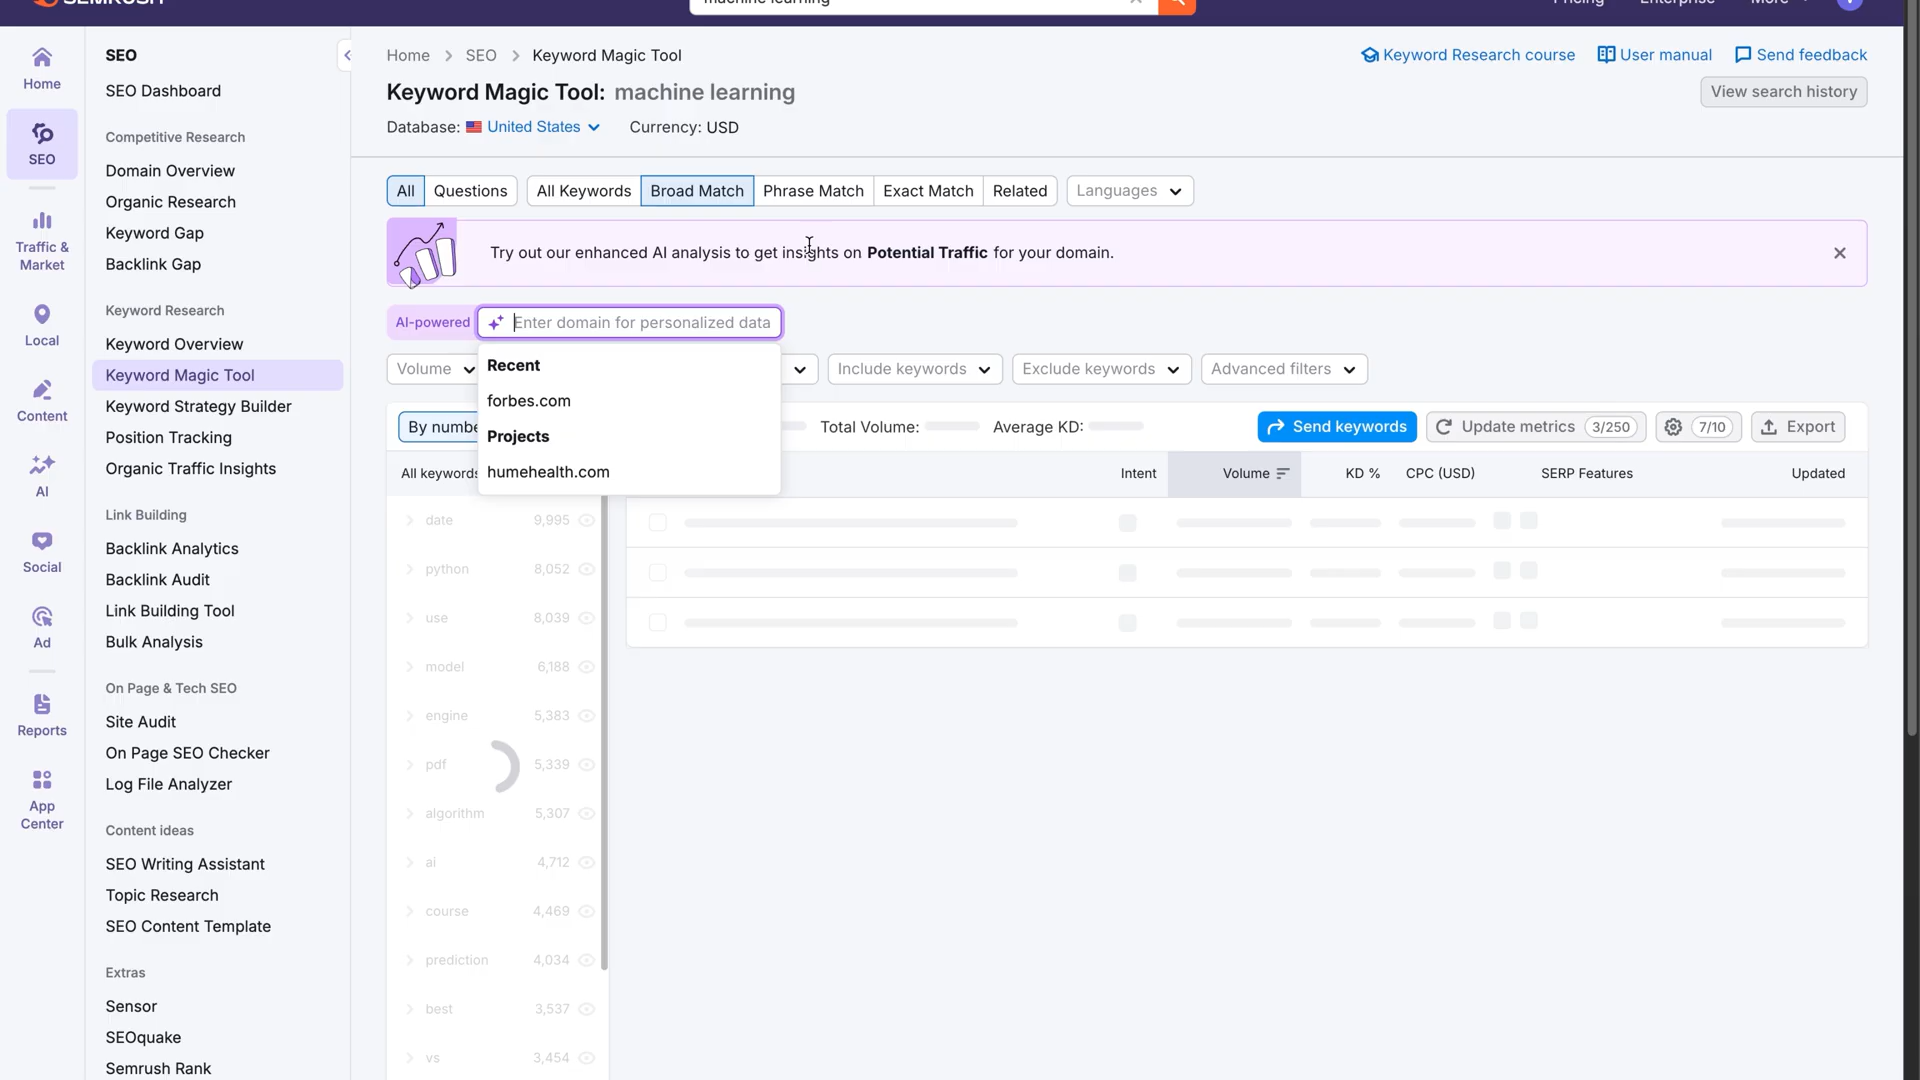 SEMRUSH
machine learning
Pricing
Enterprise
More
Home
SEO
Traffic &
Market
Local
Content
AI
Social
Ad
Reports
App
Center
SEO
SEO Dashboard
Competitive Research
Domain Overview
Organic Research
Keyword Gap
Backlink Gap
Keyword Research
Keyword Overview
Keyword Magic Tool
Keyword Strategy Builder
Position Tracking
Organic Traffic Insights
Link Building
Backlink Analytics
Backlink Audit
Link Building Tool
Bulk Analysis
On Page & Tech SEO
Site Audit
On Page SEO Checker
Log File Analyzer
Content ideas
SEO Writing Assistant
Topic Research
SEO Content Template
Extras
Sensor
SEOquake
Semrush Rank
Home > SEO > Keyword Magic Tool
Keyword Research course
User manual
Send feedback
Keyword Magic Tool: machine learning
View search history
Database: United States
Currency: USD
All
Questions
All Keywords
Broad Match
Phrase Match
Exact Match
Related
Languages
Try out our enhanced AI analysis to get insights on Potential Traffic for your domain.
AI-powered
Enter domain for personalized data
Recent
forbes.com
Projects
humehealth.com
Volume
Include keywords
Exclude keywords
Advanced filters
By numbe
Total Volume:
Average KD:
Send keywords
Update metrics 3/250
7/10
Export
All keywords
Intent
Volume
KD %
CPC (USD)
SERP Features
Updated
date 9,995
python 8,052
use 8,039
model 6,188
engine 5,383
pdf 5,339
algorithm 5,307
ai 4,712
course 4,469
prediction 4,034
best 3,537
vs 3,454